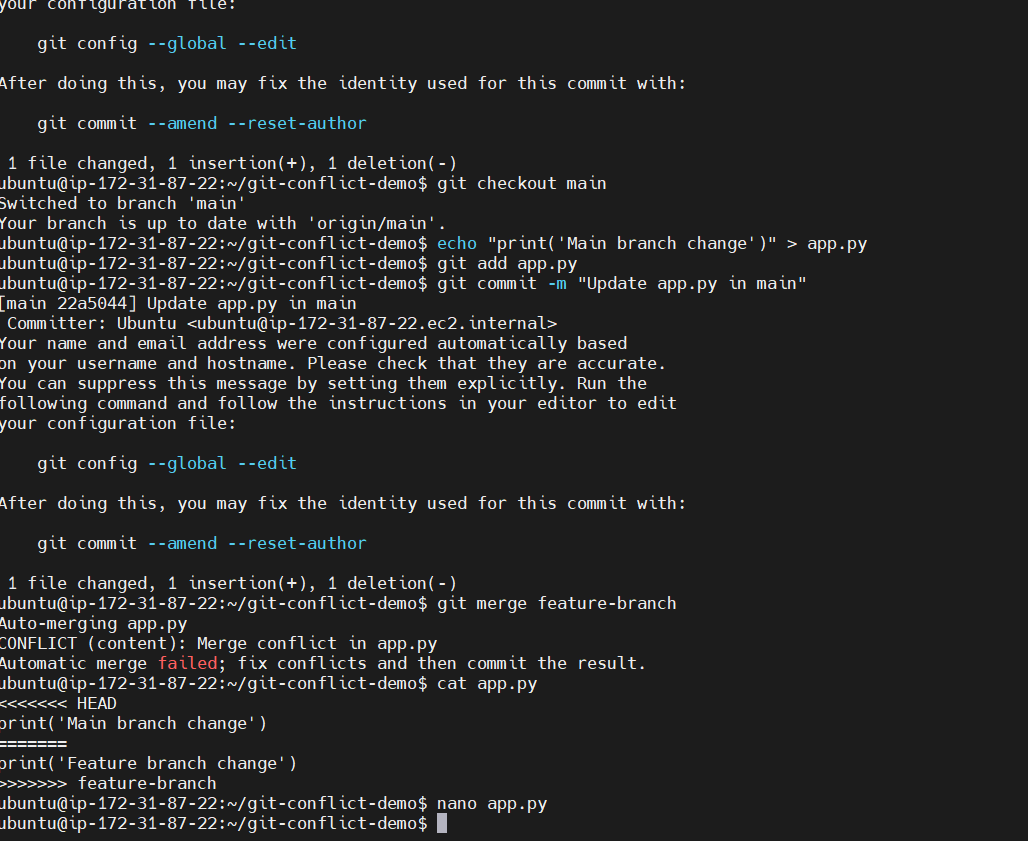 your configuration file:
git config --global --edit
After doing this, you may fix the identity used for this commit with:
git commit --amend --reset-author
1 file changed, 1 insertion(+), 1 deletion(-)
ubuntu@ip-172-31-87-22:~/git-conflict-demo$ git checkout main
Switched to branch 'main'
Your branch is up to date with 'origin/main'.
ubuntu@ip-172-31-87-22:~/git-conflict-demo$ echo "print('Main branch change')" > app.py
ubuntu@ip-172-31-87-22:~/git-conflict-demo$ git add app.py
ubuntu@ip-172-31-87-22:~/git-conflict-demo$ git commit -m "Update app.py in main"
[main 22a5044] Update app.py in main
Committer: Ubuntu <ubuntu@ip-172-31-87-22.ec2.internal>
Your name and email address were configured automatically based
on your username and hostname. Please check that they are accurate.
You can suppress this message by setting them explicitly. Run the
following command and follow the instructions in your editor to edit
your configuration file:
git config --global --edit
After doing this, you may fix the identity used for this commit with:
git commit --amend --reset-author
1 file changed, 1 insertion(+), 1 deletion(-)
ubuntu@ip-172-31-87-22:~/git-conflict-demo$ git merge feature-branch
Auto-merging app.py
CONFLICT (content): Merge conflict in app.py
Automatic merge failed; fix conflicts and then commit the result.
ubuntu@ip-172-31-87-22:~/git-conflict-demo$ cat app.py
<<<<<<< HEAD
print('Main branch change')
=======
print('Feature branch change')
>>>>>>> feature-branch
ubuntu@ip-172-31-87-22:~/git-conflict-demo$ nano app.py
ubuntu@ip-172-31-87-22:~/git-conflict-demo$